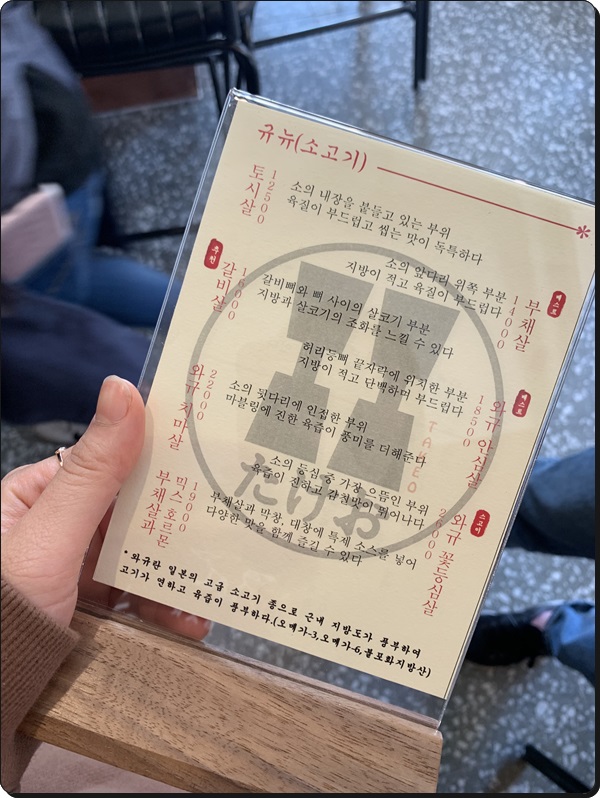 규뉴(소고기)
토시살
12500
소의 내장을 붙들고 있는 부위
육질이 부드럽고 씹는 맛이 독특하다
베스트
부채살
14000
소의 앞다리 위쪽 부분
지방이 적고 육질이 부드럽다
추천
갈비살
16000
갈비뼈와 뼈 사이의 살코기 부분
지방과 살코기의 조화를 느낄 수 있다
베스트
와규 안심살
18500
허리등뼈 끝자락에 위치한 부분
지방이 적고 단백하며 부드럽다
와규 치마살
22000
소의 뒷다리에 인접한 부위
마블링에 진한 육즙이 풍미를 더해준다
와규 꽃등심살
26000
소의 등심 중 가장 으뜸인 부위
육즙이 진하고 감천맛이 뛰어나다
부채살과
믹스 호르몬
19000
부채살과 막창, 대창에 특제 소스를 넣어
다양한 맛을 함께 즐길 수 있다
TAKEO
たけお
*와규란 일본의 고급 소고기 종으로 근내 지방도가 풍부하여
고기가 연하고 육즙이 풍부하다.(오메가-3,오메가-6,불포화지방산)